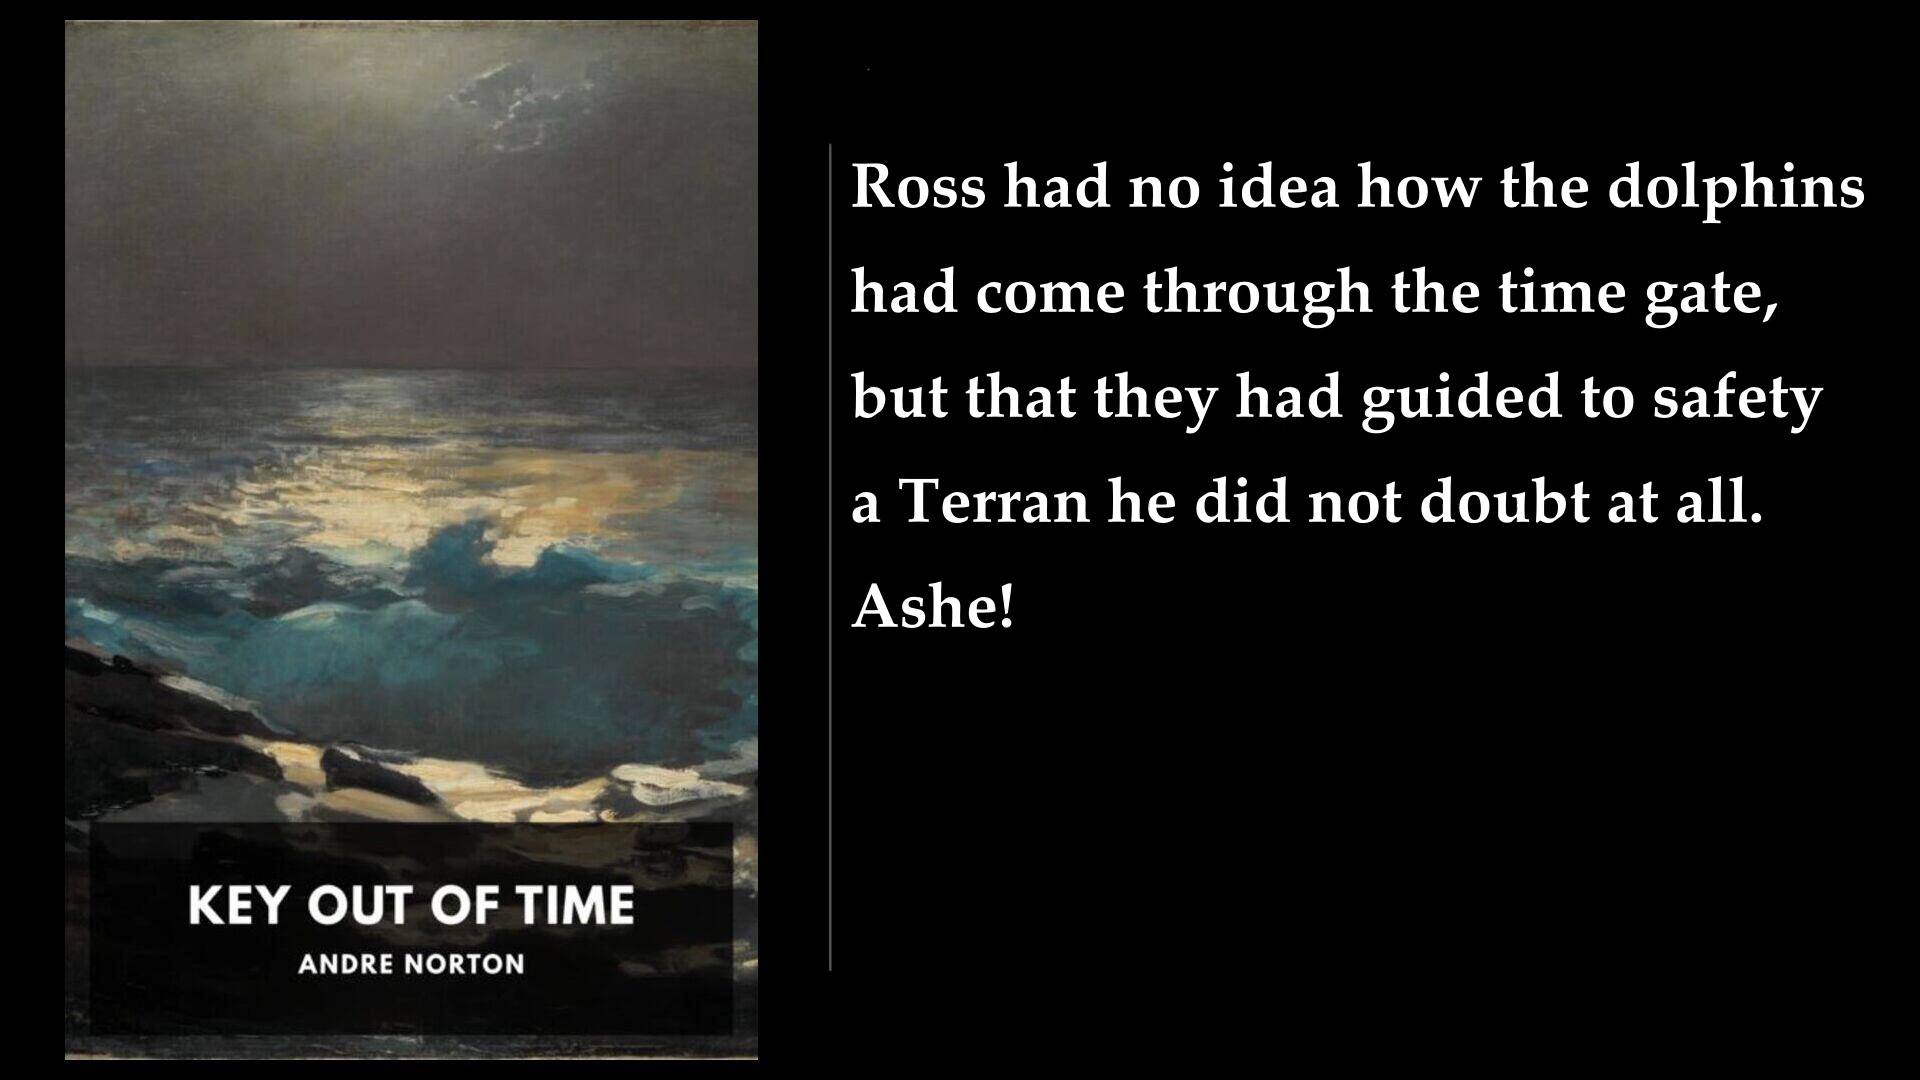 Ross had no idea how the dolphins
had come through the time gate,
but that they had guided to safety
a Terran he did not doubt at all.
Ashe!
KEY OUT OF TIME
ANDRE NORTON